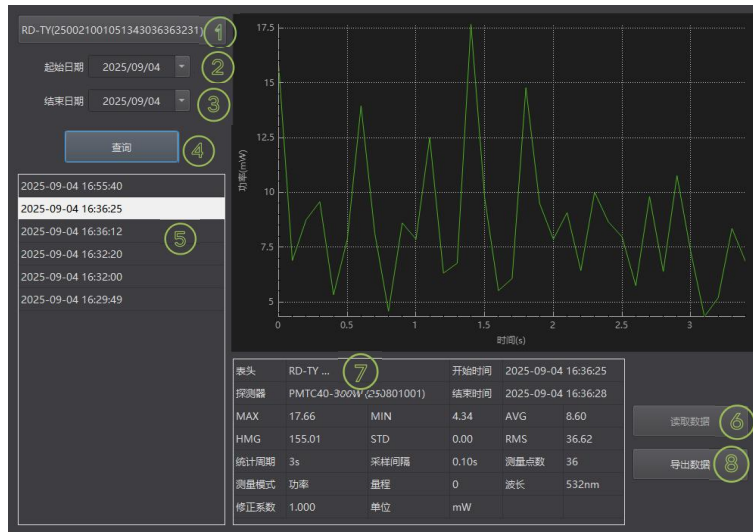 RD-TY(250021001051343036363231) ①
起始日期 2025/09/04 ②
结束日期 2025/09/04 ③
查询 ④
2025-09-04 16:55:40
2025-09-04 16:36:25
2025-09-04 16:36:12
⑤
2025-09-04 16:32:20
2025-09-04 16:32:00
2025-09-04 16:29:49
功率(mW)
17.5
15
12.5
10
7.5
5
0 0.5 1 1.5 2 2.5 3
时间(s)
表头 RD-TY ... ⑦ 开始时间 2025-09-04 16:36:25
探测器 PMTC40-300W (250801001) 结束时间 2025-09-04 16:36:28
MAX 17.66 MIN 4.34 AVG 8.60
HMG 155.01 STD 0.00 RMS 36.62
统计周期 3s 采样间隔 0.10s 测量点数 36
测量模式 功率 量程 0 波长 532nm
修正系数 1.000 单位 mW
读取数据 ⑥
导出数据 ⑧